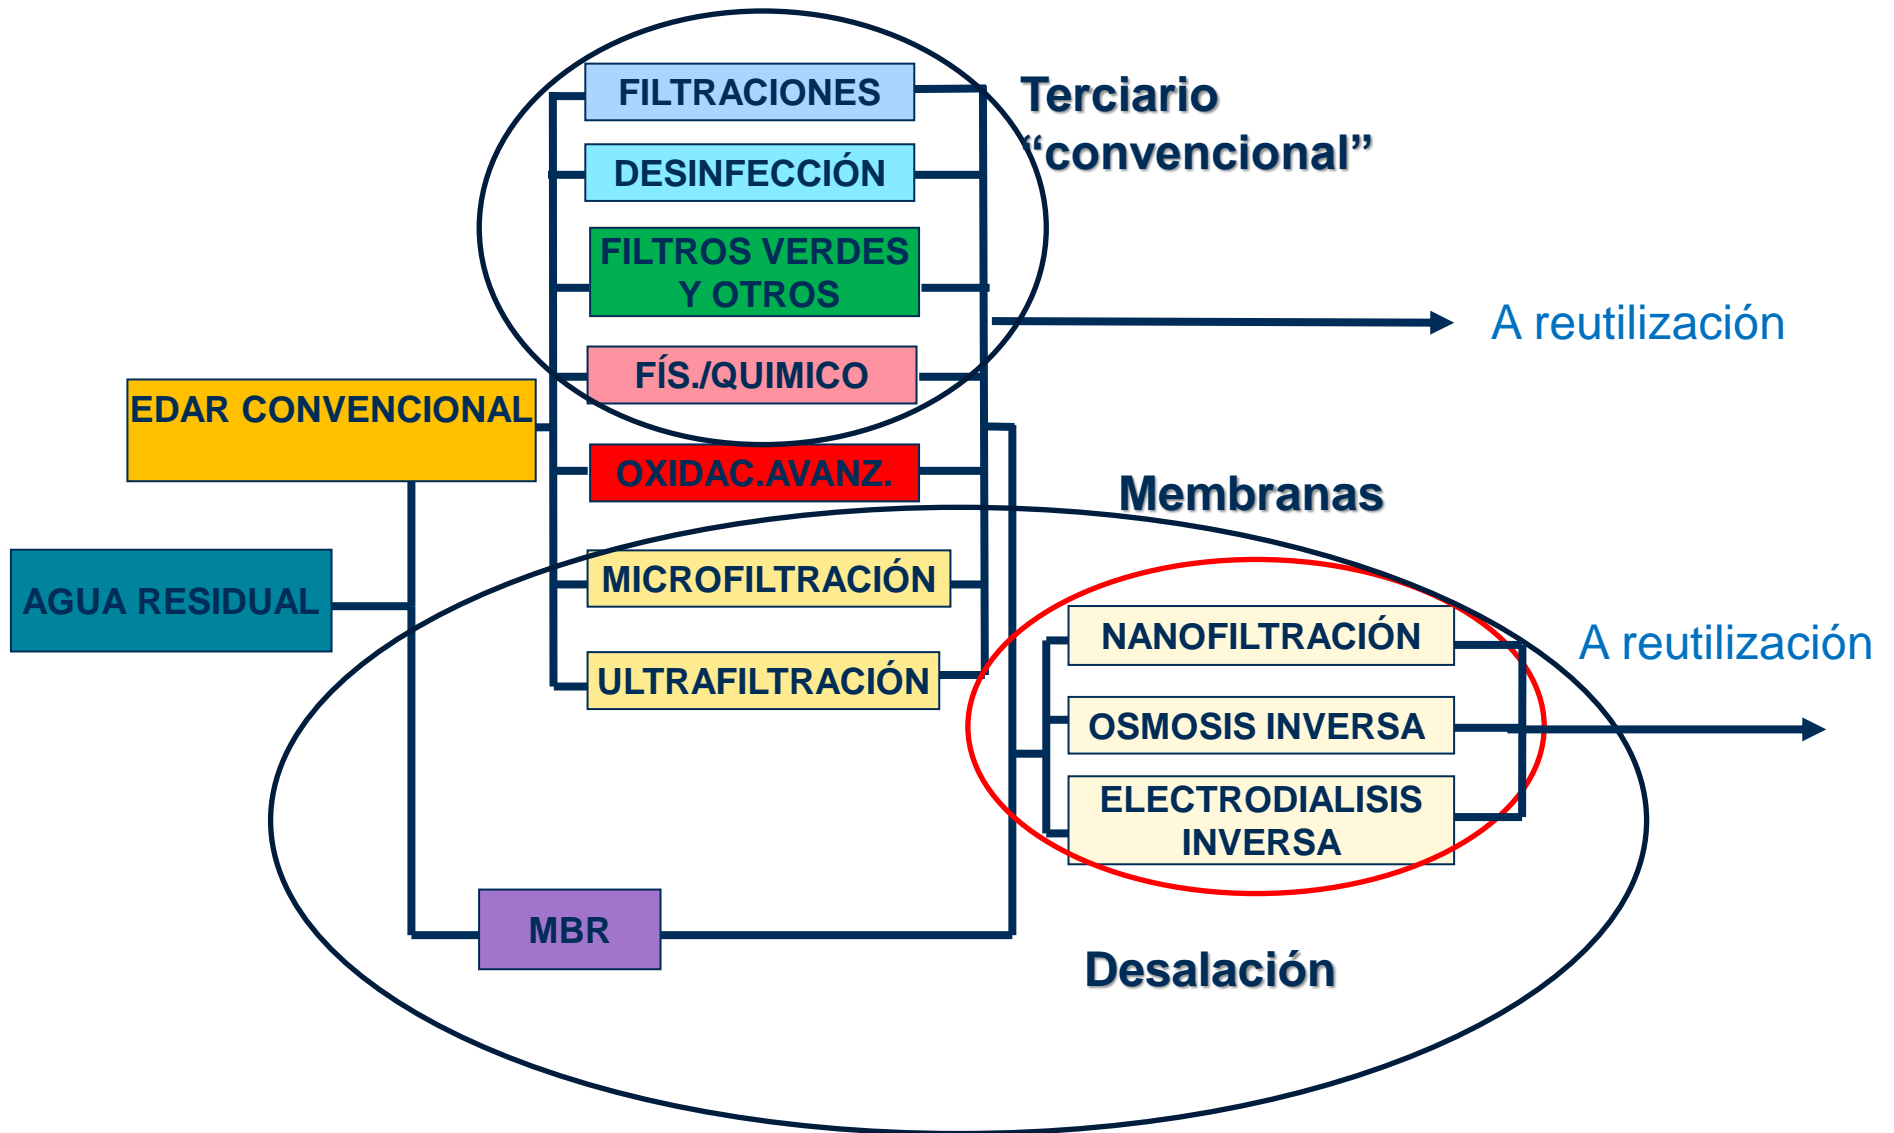 FILTRACIONES
DESINFECCIÓN
FILTROS VERDES
Y OTROS
FÍS./QUIMICO
Terciario
“convencional”
A reutilización
EDAR CONVENCIONAL
OXIDAC.AVANZ.
Membranas
AGUA RESIDUAL
MICROFILTRACIÓN
ULTRAFILTRACIÓN
NANOFILTRACIÓN
OSMOSIS INVERSA
ELECTRODIALISIS
INVERSA
A reutilización
MBR
Desalación